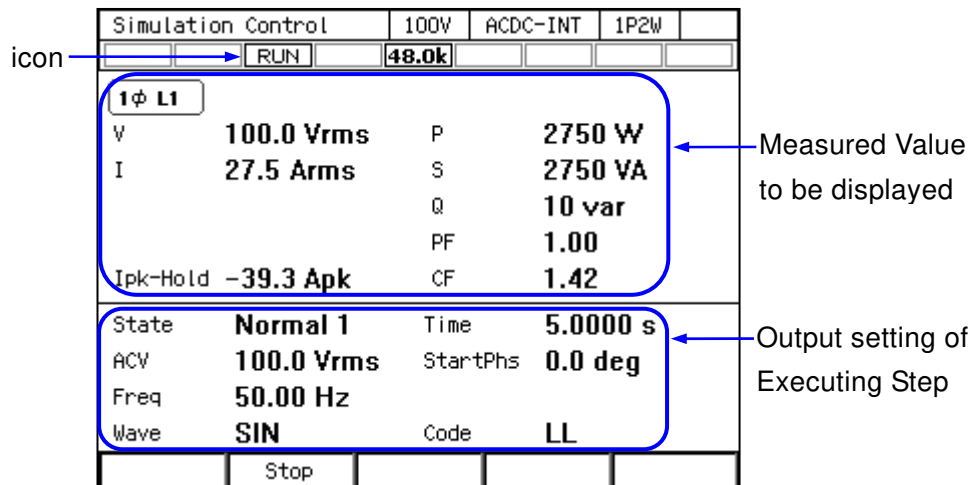 Simulation Control 100V ACDC-INT 1P2W
icon RUN 48.0k
1ϕ L1
V 100.0 Vrms P 2750 W
I 27.5 Arms S 2750 VA
Q 10 var
PF 1.00
Ipk-Hold -39.3 Apk CF 1.42
Measured Value
to be displayed
State Normal 1 Time 5.0000 s
ACV 100.0 Vrms StartPhs 0.0 deg
Freq 50.00 Hz
Wave SIN Code LL
Output setting of
Executing Step
Stop